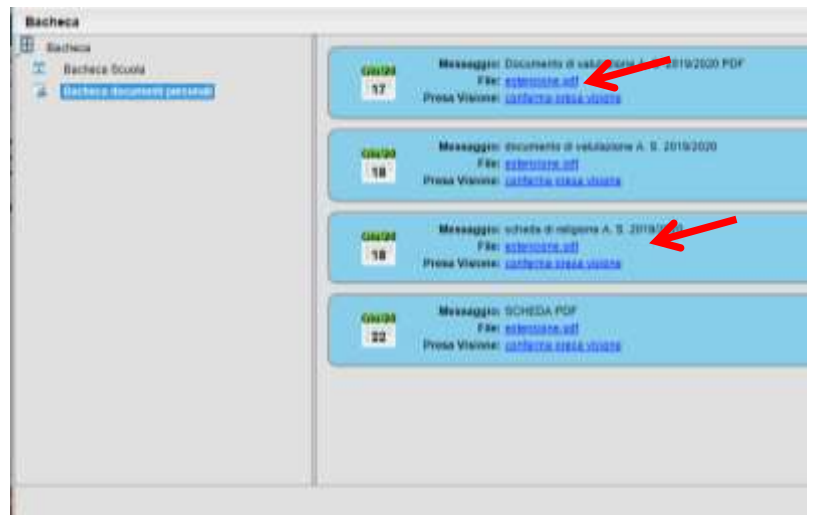 Bacheca
Bacheca
Bacheca Scuola
Bacheca documenti personali
Giu/20
17
Messaggio: Documento di valutazione A. S. 2019/2020 PDF
File: estensione.pdf
Presa Visione: conferma presa visione
Giu/20
18
Messaggio: documento di valutazione A. S. 2019/2020
File: estensione.pdf
Presa Visione: conferma presa visione
Giu/20
18
Messaggio: scheda di religione A. S. 2019/2020
File: estensione.pdf
Presa Visione: conferma presa visione
Giu/20
22
Messaggio: SCHEDA PDF
File: estensione.pdf
Presa Visione: conferma presa visione